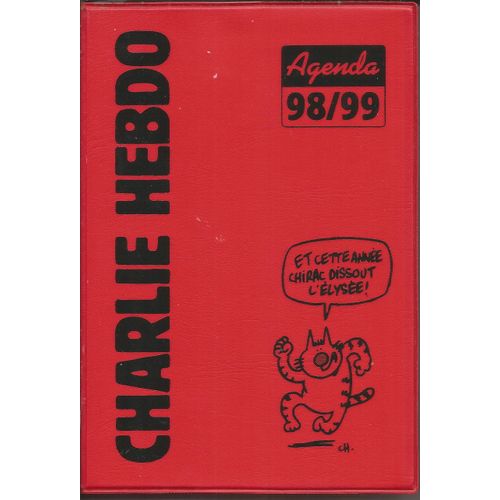 CHARLIE HEBDO
Agenda
98/99
ET CETTE ANNÉE
CHIRAC DISSOUT
L'ÉLYSÉE!
CH.